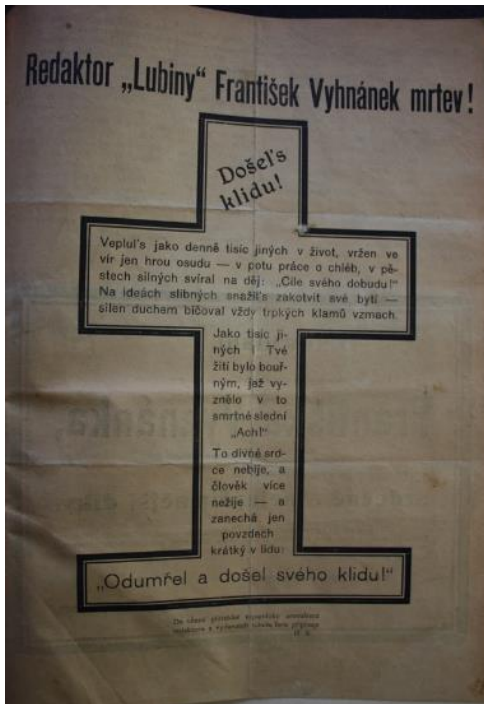 Redaktor „Lubiny“ František Vyhnánek mrtev!
Došel's
klidu!
Veplul's jako denně tisíc jiných v život, vržen ve
vír jen hrou osudu — v potu práce o chléb, v pě-
stech silných svíral na děj: „Cíle svého dobudu!“
Na ideách slibných snažil's zakotvit své bytí —
silen duchem bičoval vždy trpkých klamů vzmach.
Jako tisíc ji-
ných i Tvé
žití bylo bouř-
ným, jež vy-
znělo v to
smrtné slední
„Ach!“
To divné srd-
ce nebije, a
člověk více
nežije — a
zanechá jen
povzdech
krátký v lidu:
„Odumřel a došel svého klidu!“